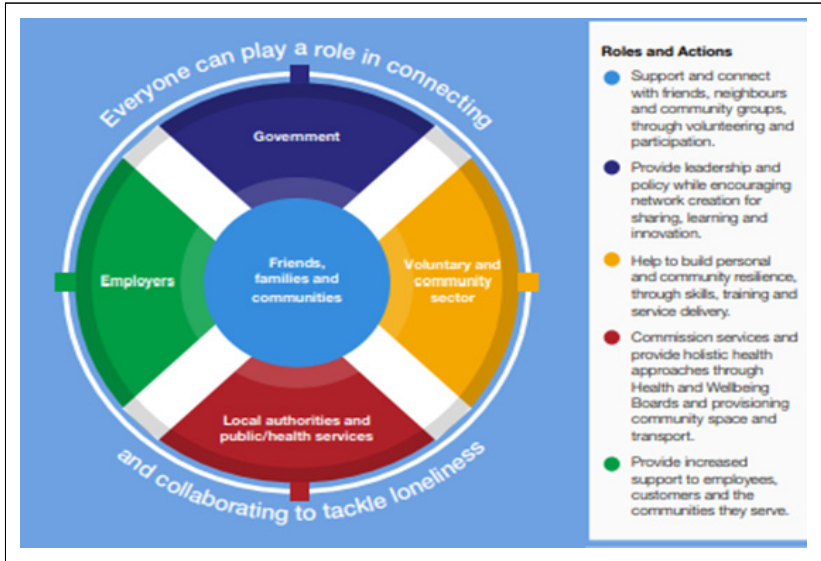 Everyone can play a role in connecting
Government
Employers
Friends,
families and
communities
Voluntary and
community
sector
Local authorities and
public/health services
and collaborating to tackle loneliness
Roles and Actions
Support and connect
with friends, neighbours
and community groups,
through volunteering and
participation.
Provide leadership and
policy while encouraging
network creation for
sharing, learning and
innovation.
Help to build personal
and community resilience,
through skills, training and
service delivery.
Commission services and
provide holistic health
approaches through
Health and Wellbeing
Boards and provisioning
community space and
transport.
Provide increased
support to employees,
customers and the
communities they serve.